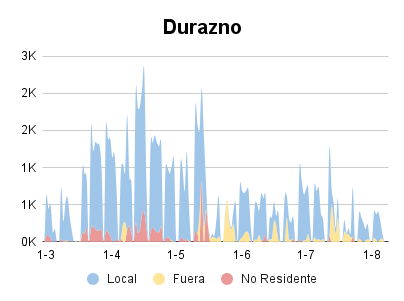 Durazno
3K
2K
2K
1K
1K
0K
1-3 1-4 1-5 1-6 1-7 1-8
Local Fuera No Residente